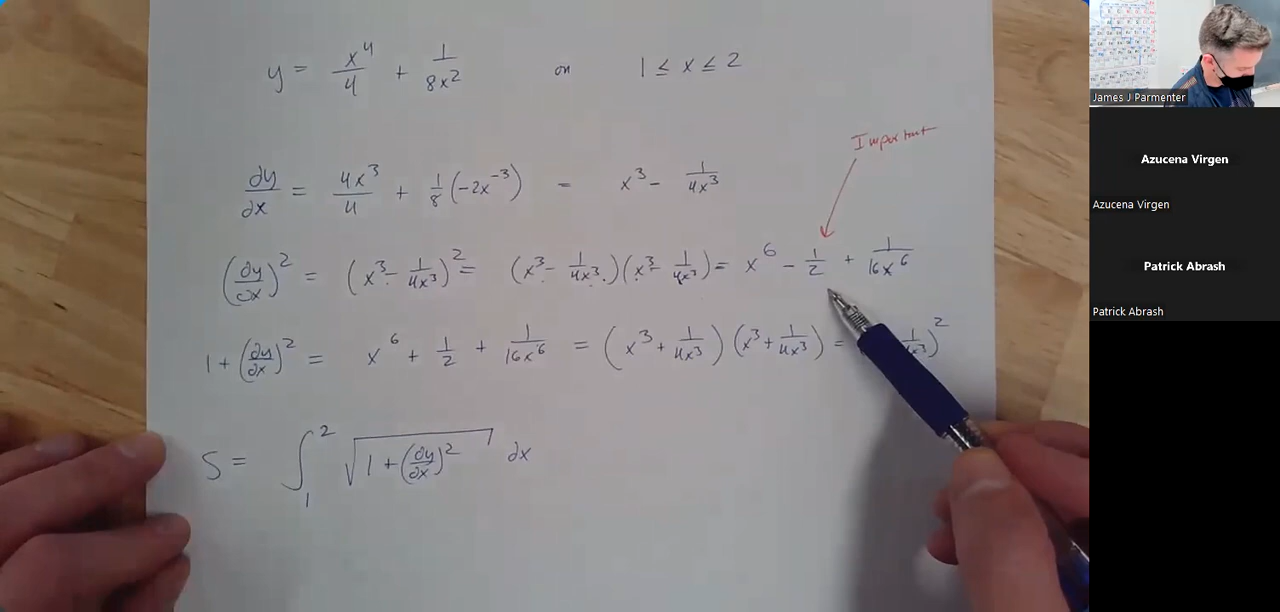 y = x^4/4 + 1/8x^2 on 1 ≤ x ≤ 2
Important
dy/dx = 4x^3/4 + 1/8(-2x^-3) = x^3 - 1/4x^3
(dy/dx)^2 = (x^3 - 1/4x^3)^2 = (x^3 - 1/4x^3)(x^3 - 1/4x^3) = x^6 - 1/2 + 1/16x^6
1 + (dy/dx)^2 = x^6 + 1/2 + 1/16x^6 = (x^3 + 1/4x^3)(x^3 + 1/4x^3) = 1/4x^3)^2
S = ∫_1^2 √(1 + (dy/dx)^2) dx
James J Parmenter
Azucena Virgen
Azucena Virgen
Patrick Abrash
Patrick Abrash